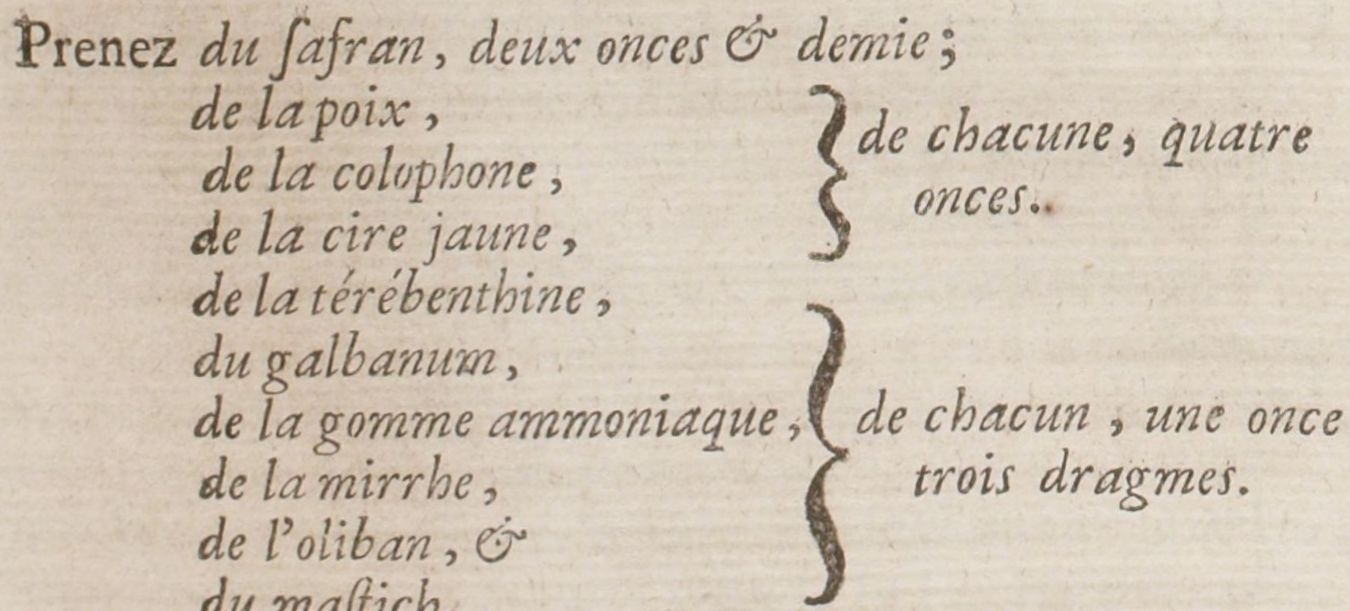 Prenez du ſafran, deux onces & demie;
de la poix,
de la colophone,
de la cire jaune,
de chacune, quatre
onces.
de la térébenthine,
du galbanum,
de la gomme ammoniaque,
de la mirrhe,
de l'oliban, &
du maſtich
de chacun, une once
trois dragmes.